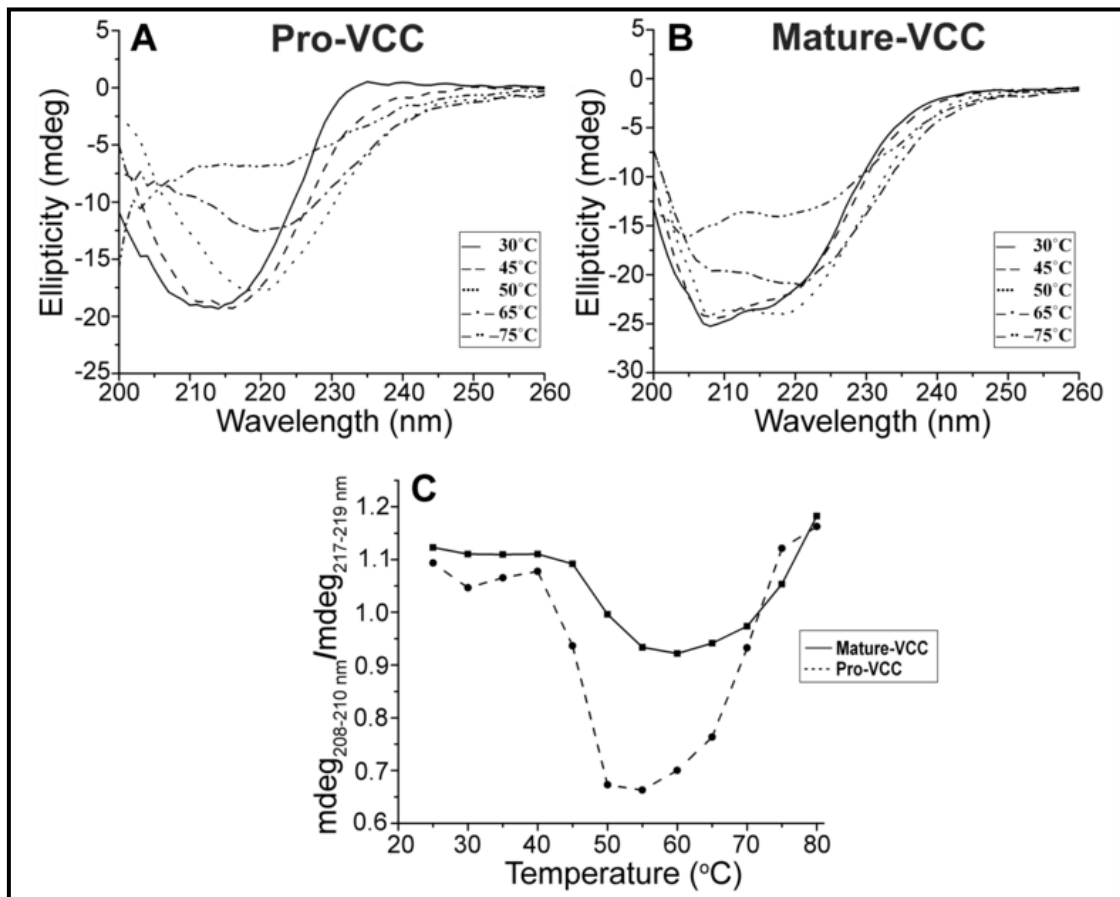 A Pro-VCC
5
0
-5
-10
-15
-20
-25
Ellipticity (mdeg)
30°C
45°C
50°C
65°C
75°C
200 210 220 230 240 250 260
Wavelength (nm)
B Mature-VCC
5
0
-5
-10
-15
-20
-25
-30
Ellipticity (mdeg)
30°C
45°C
50°C
65°C
75°C
200 210 220 230 240 250 260
Wavelength (nm)
C
1.2
1.1
1.0
0.9
0.8
0.7
0.6
mdeg208-210 nm/mdeg217-219 nm
Mature-VCC
Pro-VCC
20 30 40 50 60 70 80
Temperature (°C)